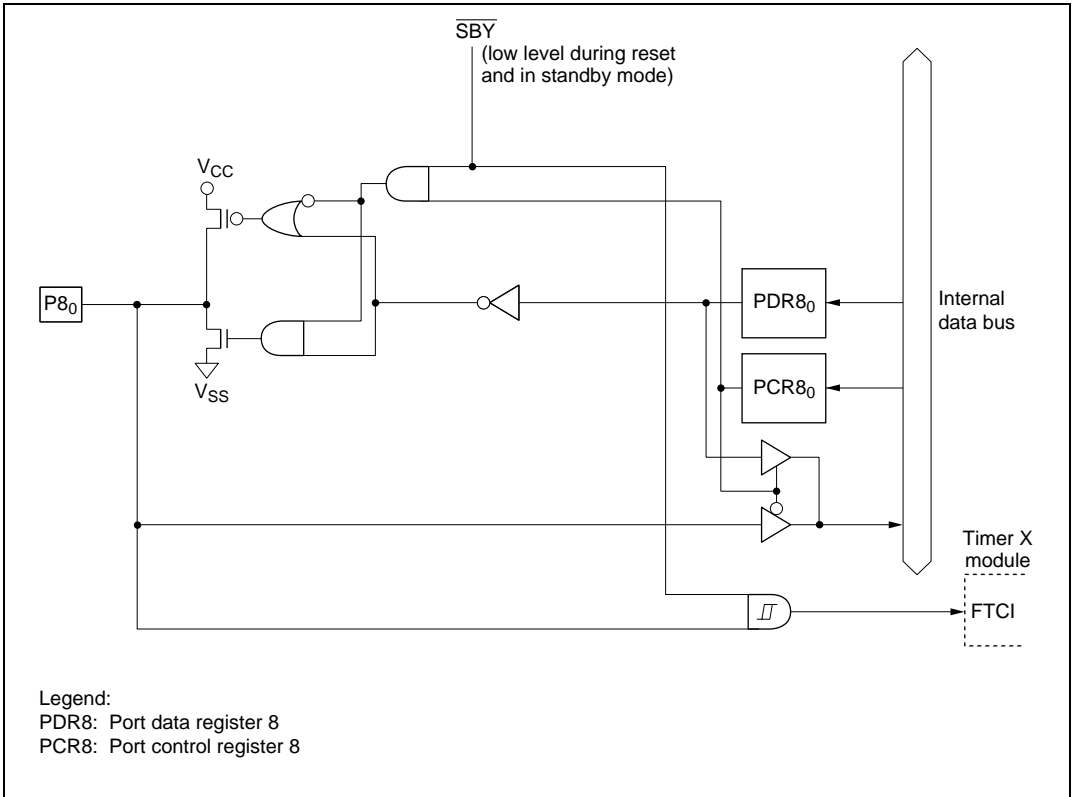 SBY
(low level during reset
and in standby mode)
VCC
P80
VSS
PDR80
PCR80
Internal
data bus
Timer X
module
FTCI
Legend:
PDR8: Port data register 8
PCR8: Port control register 8